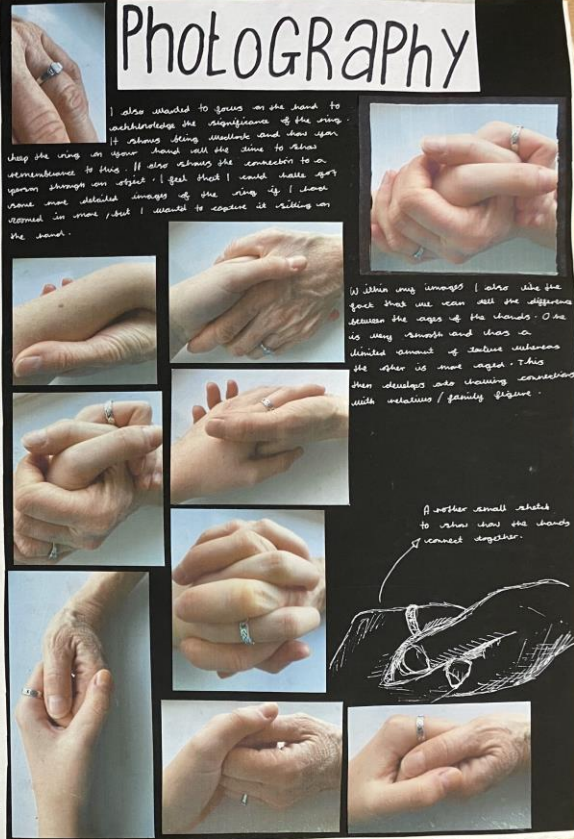 PHOTOGRAPHY
I also wanted to focus on the hand to
acknowledge the significance of the ring.
It shows being wedlock and how you
keep the ring on your hand all the time to show
remembrance to this. It also shows the connection to a
person through an object. I feel that I could have got
some more detailed images of the ring if I had
zoomed in more, but I wanted to capture it sitting on
the hand.
Within my images I also like the
fact that we can tell the difference
between the ages of the hands. One
is very smooth and has a
limited amount of texture whereas
the other is more aged. This
then develops into having connections
with relatives / family figure.
Another small sketch
to show how the hands
connect together.